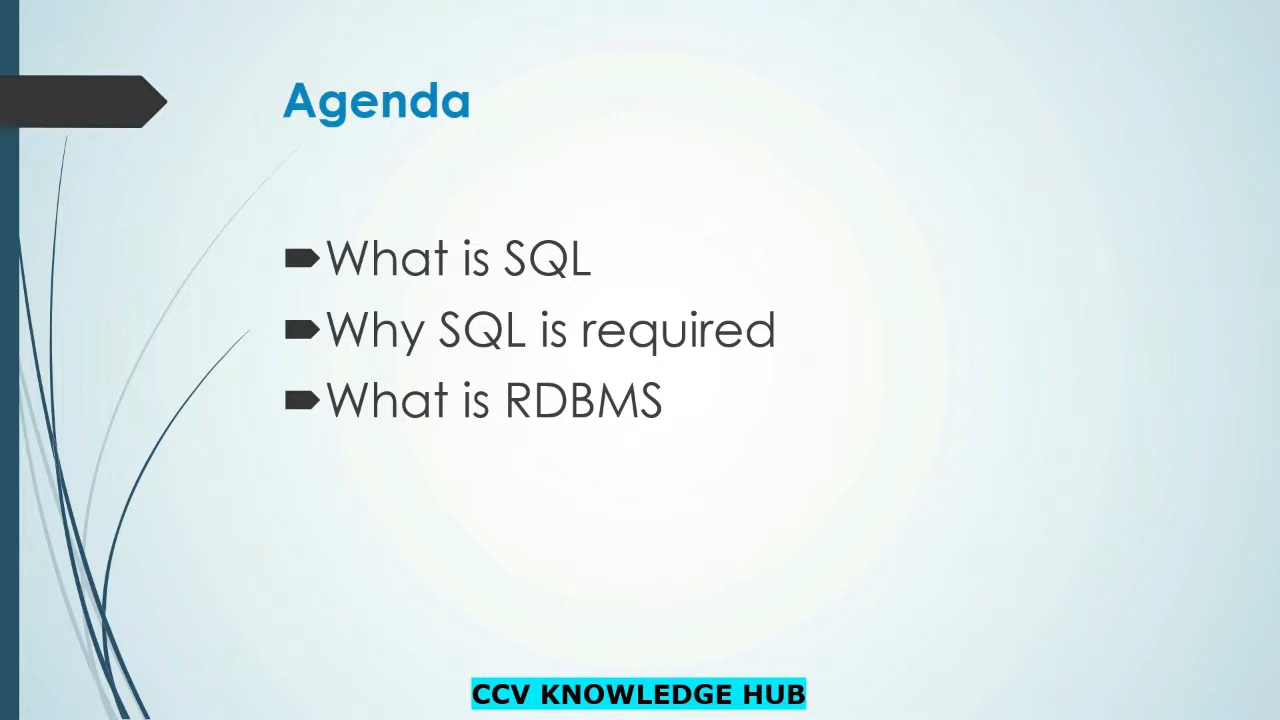 Agenda
What is SQL
Why SQL is required
What is RDBMS
CCV KNOWLEDGE HUB